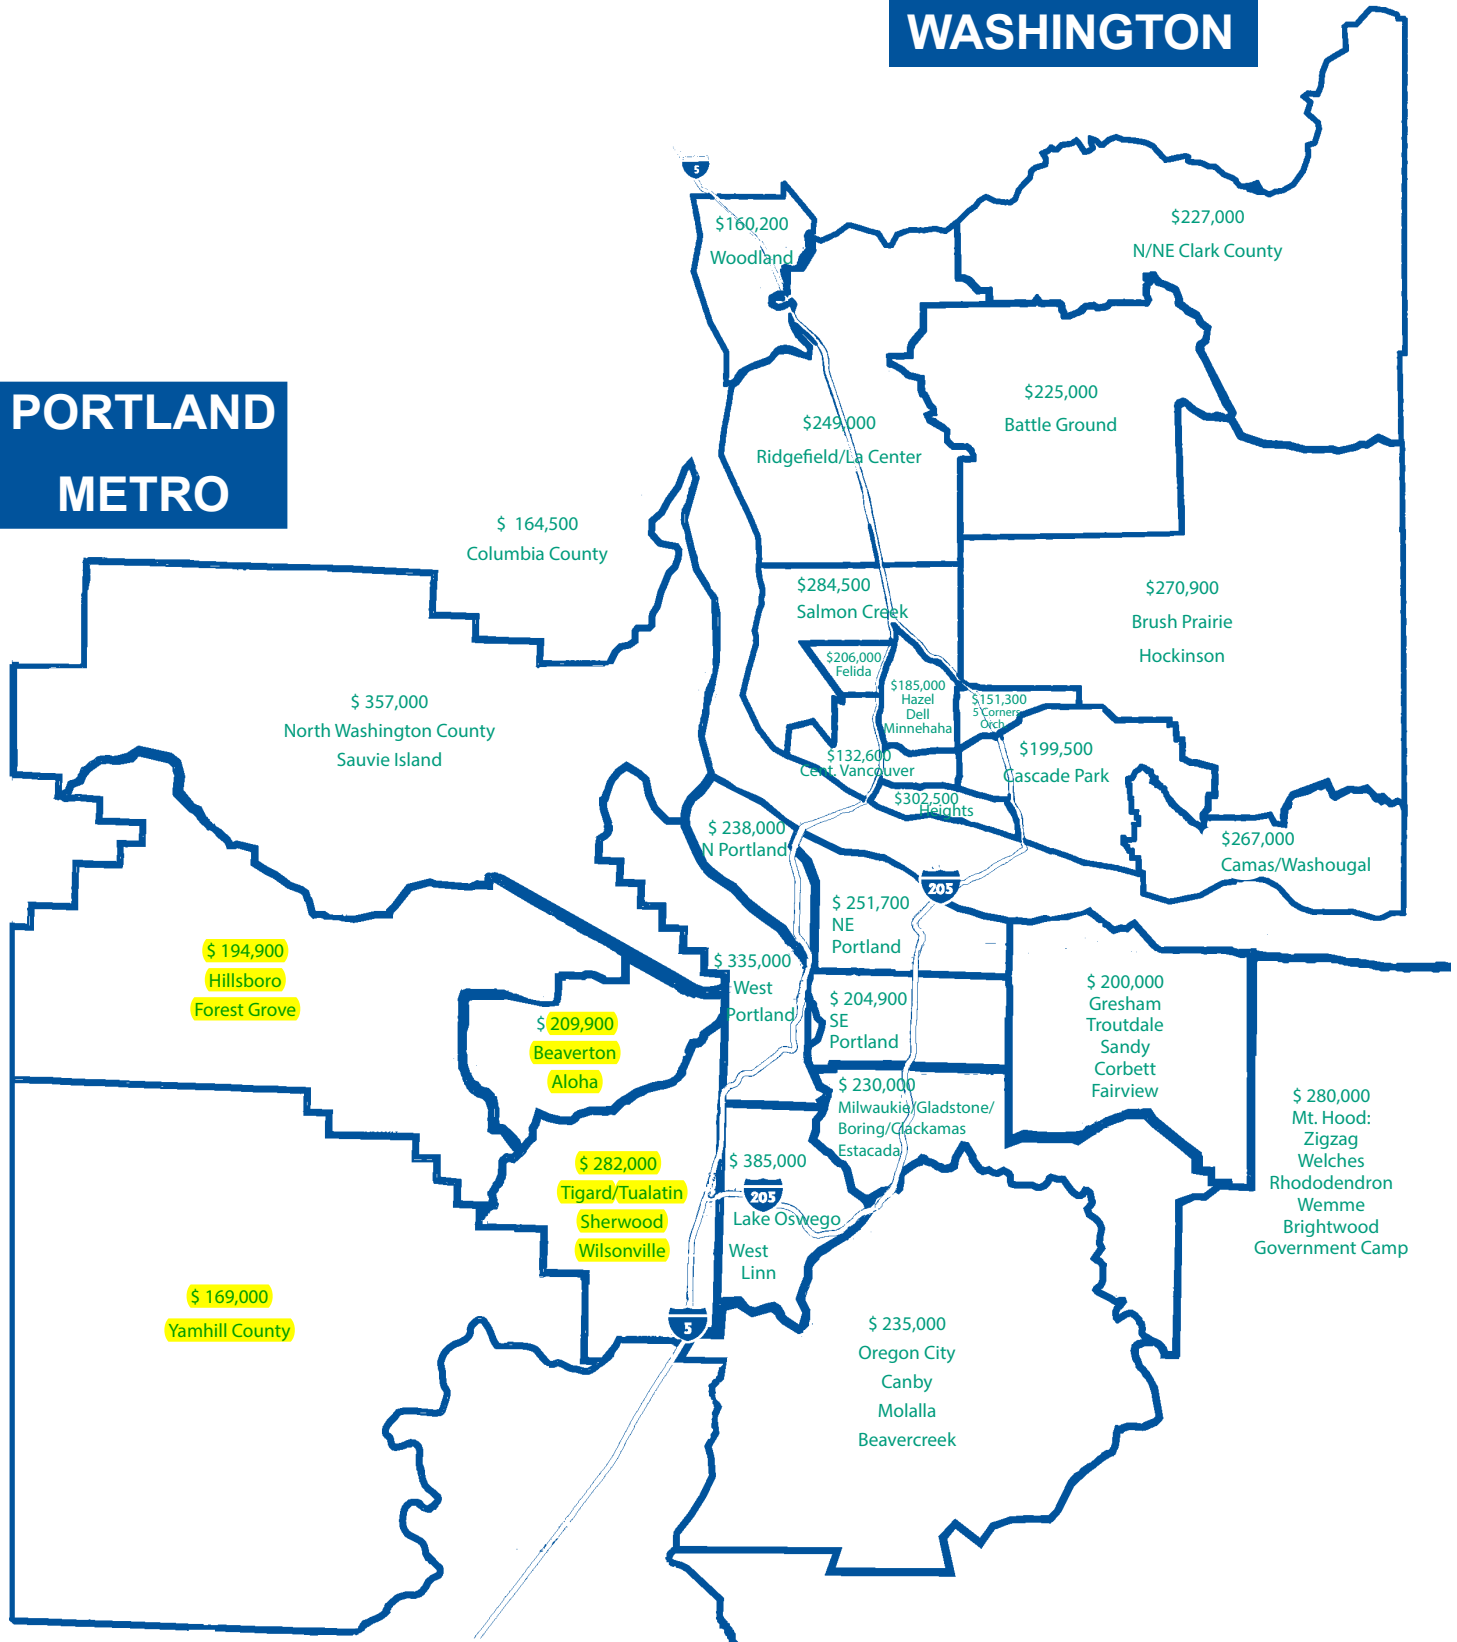 WASHINGTON
5
$160,200
Woodland
$227,000
N/NE Clark County
$225,000
Battle Ground
PORTLAND
METRO
$249,000
Ridgefield/La Center
$ 164,500
Columbia County
$284,500
Salmon Creek
$270,900
Brush Prairie
Hockinson
$206,000
Felida
$185,000
Hazel
Dell
Minnehaha
$151,300
5 Corners
Orch.
$ 357,000
North Washington County
Sauvie Island
$132,600
Cent. Vancouver
$199,500
Cascade Park
$302,500
Heights
$ 238,000
N Portland
$267,000
Camas/Washougal
205
$ 251,700
NE
Portland
$ 194,900
Hillsboro
Forest Grove
$ 335,000
West
Portland
$ 204,900
SE
Portland
$ 200,000
Gresham
Troutdale
Sandy
Corbett
Fairview
$ 209,900
Beaverton
Aloha
$ 230,000
Milwaukie/Gladstone/
Boring/Clackamas
Estacada
$ 280,000
Mt. Hood:
Zigzag
Welches
Rhododendron
Wemme
Brightwood
Government Camp
$ 282,000
Tigard/Tualatin
Sherwood
Wilsonville
$ 385,000
205
Lake Oswego
West
Linn
$ 169,000
Yamhill County
5
$ 235,000
Oregon City
Canby
Molalla
Beavercreek